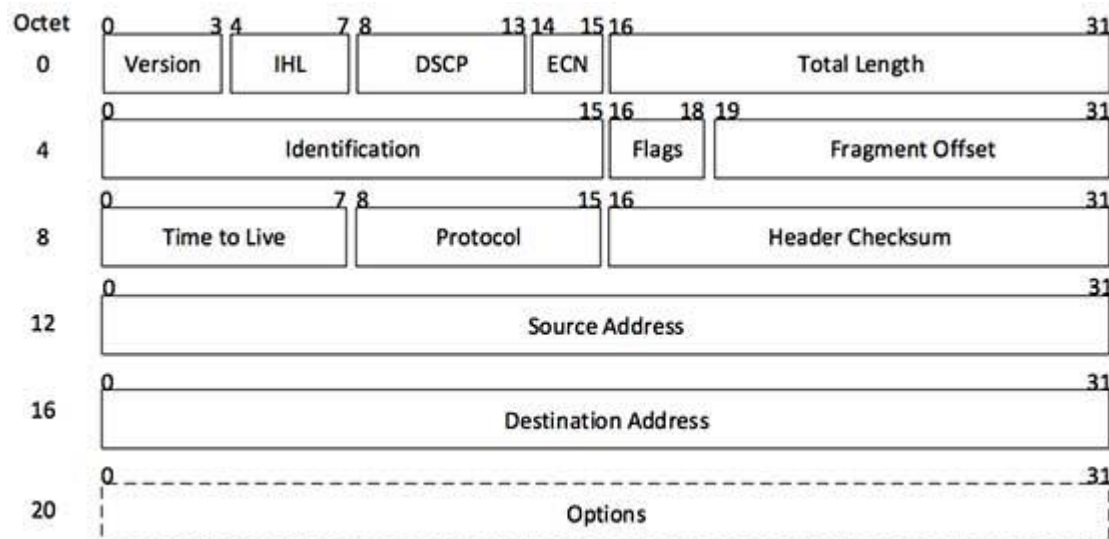 Octet 0 3 4 7 8 13 14 15 16 31
0 Version IHL DSCP ECN Total Length
0 15 16 18 19 31
4 Identification Flags Fragment Offset
0 7 8 15 16 31
8 Time to Live Protocol Header Checksum
0 31
12 Source Address
0 31
16 Destination Address
0 31
20 Options